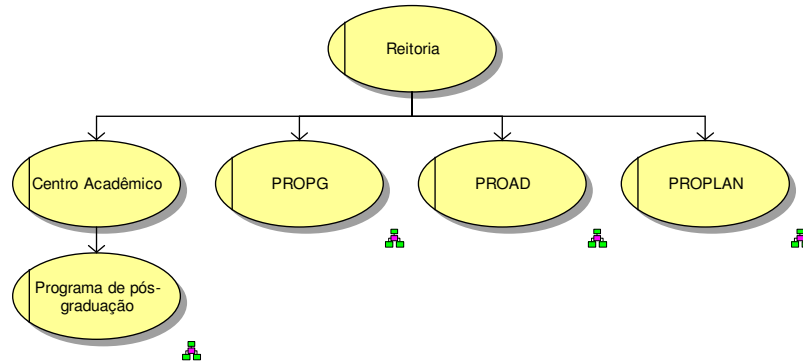 Reitoria
Centro Acadêmico
PROPG
PROAD
PROPLAN
Programa de pós-
graduação